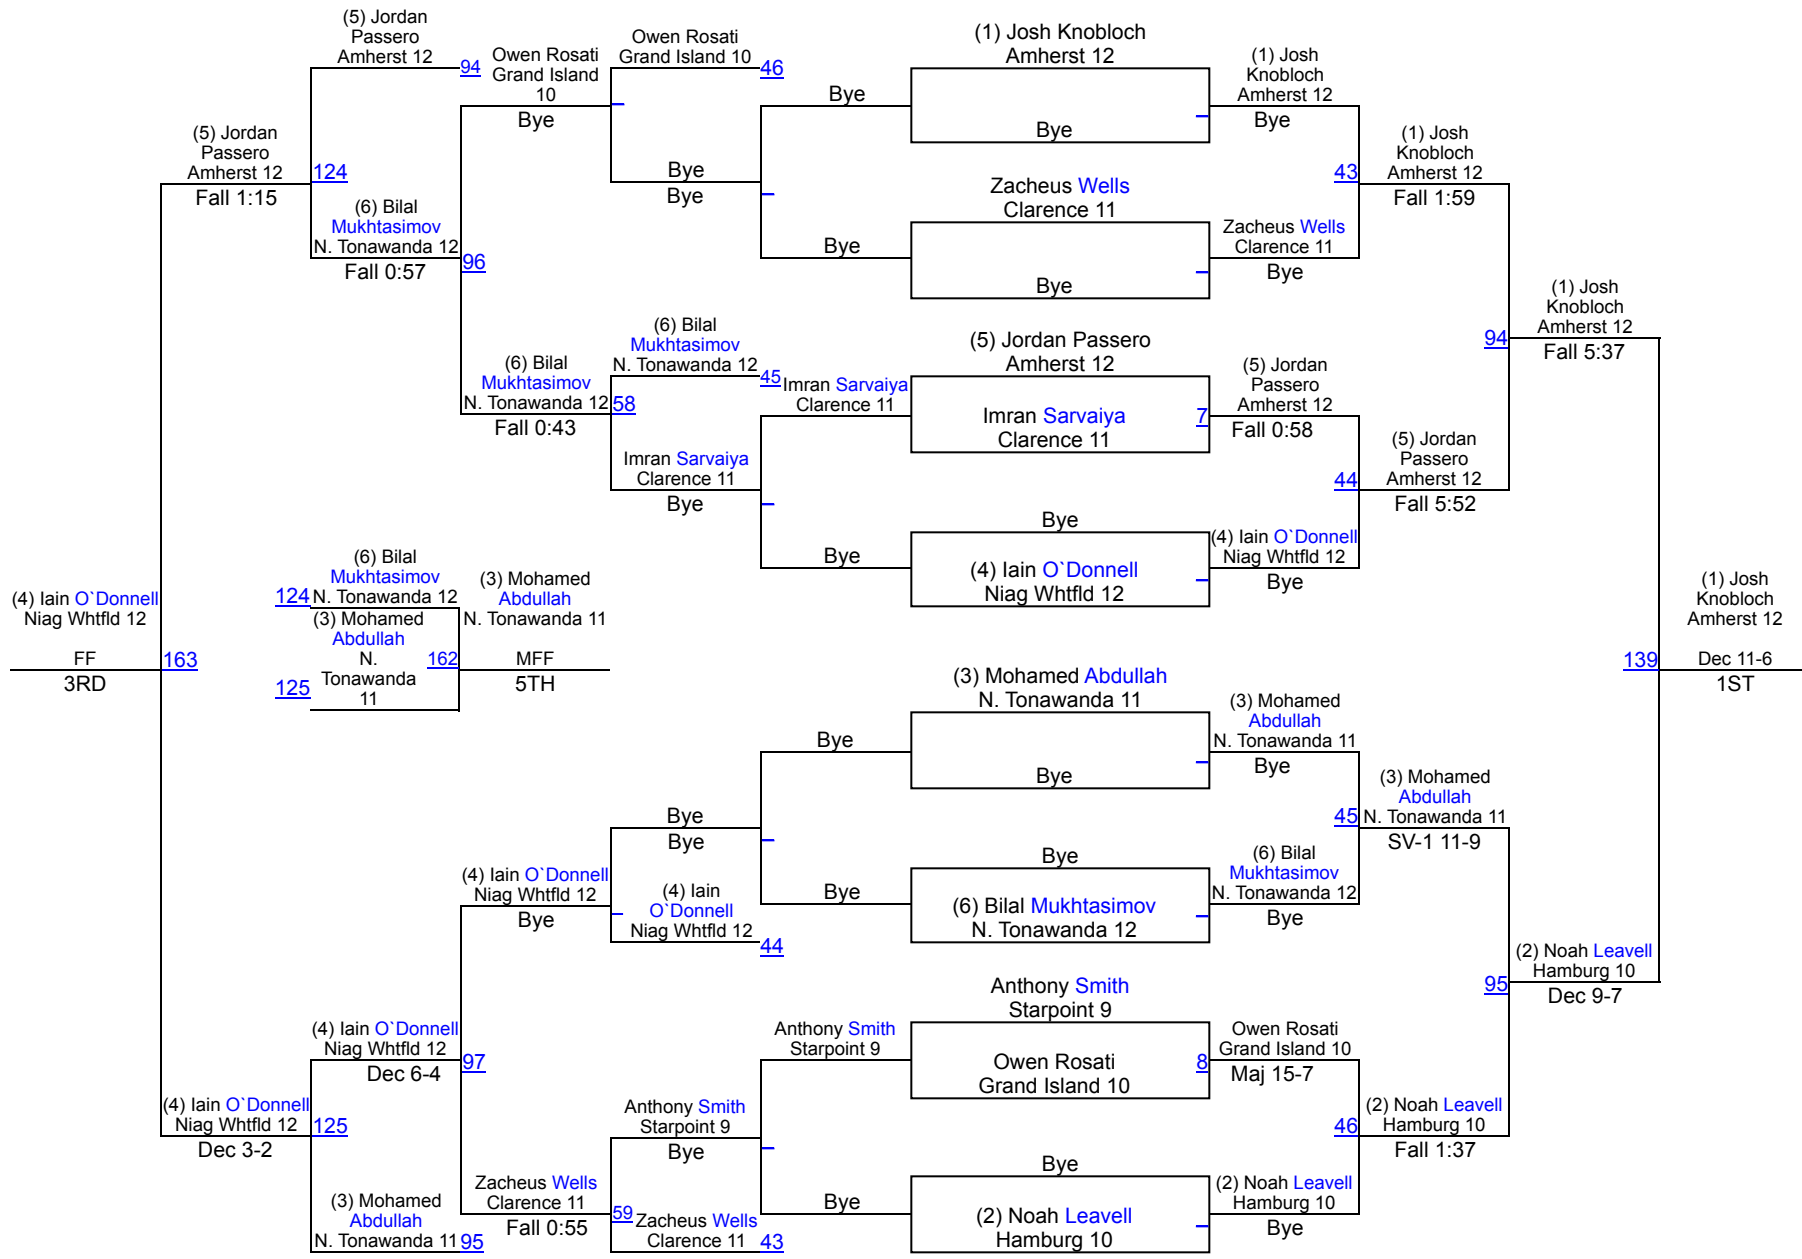 (5) Jordan
Passero
Amherst 12
94
Owen Rosati
Grand Island
10
Bye
Owen Rosati
Grand Island 10
46
Bye
Bye
(5) Jordan
Passero
Amherst 12
Fall 1:15
124
(6) Bilal
Mukhtasimov
N. Tonawanda 12
Fall 0:57
96
(6) Bilal
Mukhtasimov
N. Tonawanda 12
Fall 0:43
58
(6) Bilal
Mukhtasimov
N. Tonawanda 12
45
Imran Sarvaiya
Clarence 11
Bye
Bye
Bye
Imran Sarvaiya
Clarence 11
Bye
(1) Josh Knobloch
Amherst 12
Bye
Zacheus Wells
Clarence 11
Bye
(5) Jordan Passero
Amherst 12
Imran Sarvaiya
Clarence 11
7
Bye
(4) Iain O`Donnell
Niag Whtfld 12
(1) Josh
Knobloch
Amherst 12
Bye
43
Zacheus Wells
Clarence 11
Bye
(5) Jordan
Passero
Amherst 12
Fall 0:58
44
(4) Iain O`Donnell
Niag Whtfld 12
Bye
(1) Josh
Knobloch
Amherst 12
Fall 1:59
94
(5) Jordan
Passero
Amherst 12
Fall 5:52
(1) Josh
Knobloch
Amherst 12
Fall 5:37
(4) Iain O`Donnell
Niag Whtfld 12
FF
3RD
163
(6) Bilal
Mukhtasimov
N. Tonawanda 12
124
(3) Mohamed
Abdullah
N.
Tonawanda
11
125
162
(3) Mohamed
Abdullah
N. Tonawanda 11
MFF
5TH
(1) Josh
Knobloch
Amherst 12
139
Dec 11-6
1ST
(3) Mohamed Abdullah
N. Tonawanda 11
Bye
Bye
(6) Bilal Mukhtasimov
N. Tonawanda 12
Anthony Smith
Starpoint 9
Owen Rosati
Grand Island 10
8
Bye
(2) Noah Leavell
Hamburg 10
(3) Mohamed
Abdullah
N. Tonawanda 11
Bye
45
(6) Bilal
Mukhtasimov
N. Tonawanda 12
Bye
Owen Rosati
Grand Island 10
Maj 15-7
46
(2) Noah Leavell
Hamburg 10
Bye
(3) Mohamed
Abdullah
N. Tonawanda 11
SV-1 11-9
95
(2) Noah Leavell
Hamburg 10
Fall 1:37
(2) Noah Leavell
Hamburg 10
Dec 9-7
Bye
Bye
Anthony Smith
Starpoint 9
Bye
Bye
Bye
(4) Iain
O`Donnell
Niag Whtfld 12
44
Anthony Smith
Starpoint 9
Bye
Zacheus Wells
Clarence 11
43
(4) Iain O`Donnell
Niag Whtfld 12
Bye
97
Zacheus Wells
Clarence 11
Fall 0:55
59
(4) Iain O`Donnell
Niag Whtfld 12
Dec 6-4
125
(3) Mohamed
Abdullah
N. Tonawanda 11
95
(4) Iain O`Donnell
Niag Whtfld 12
Dec 3-2